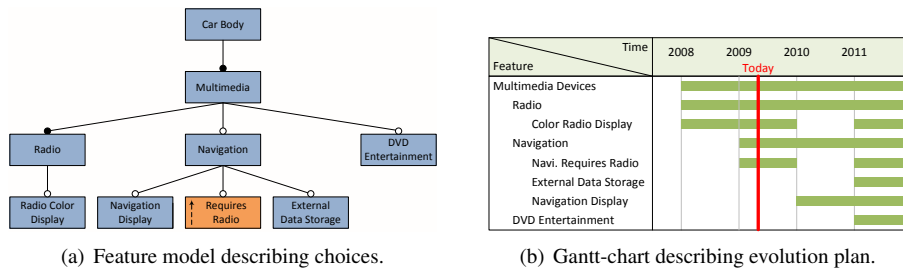 Car Body
Multimedia
Radio
Navigation
DVD
Entertainment
Radio Color
Display
Navigation
Display
Requires
Radio
External
Data Storage
(a) Feature model describing choices.
Time
Feature
2008
2009
2010
2011
Today
Multimedia Devices
Radio
Color Radio Display
Navigation
Navi. Requires Radio
External Data Storage
Navigation Display
DVD Entertainment
(b) Gantt-chart describing evolution plan.